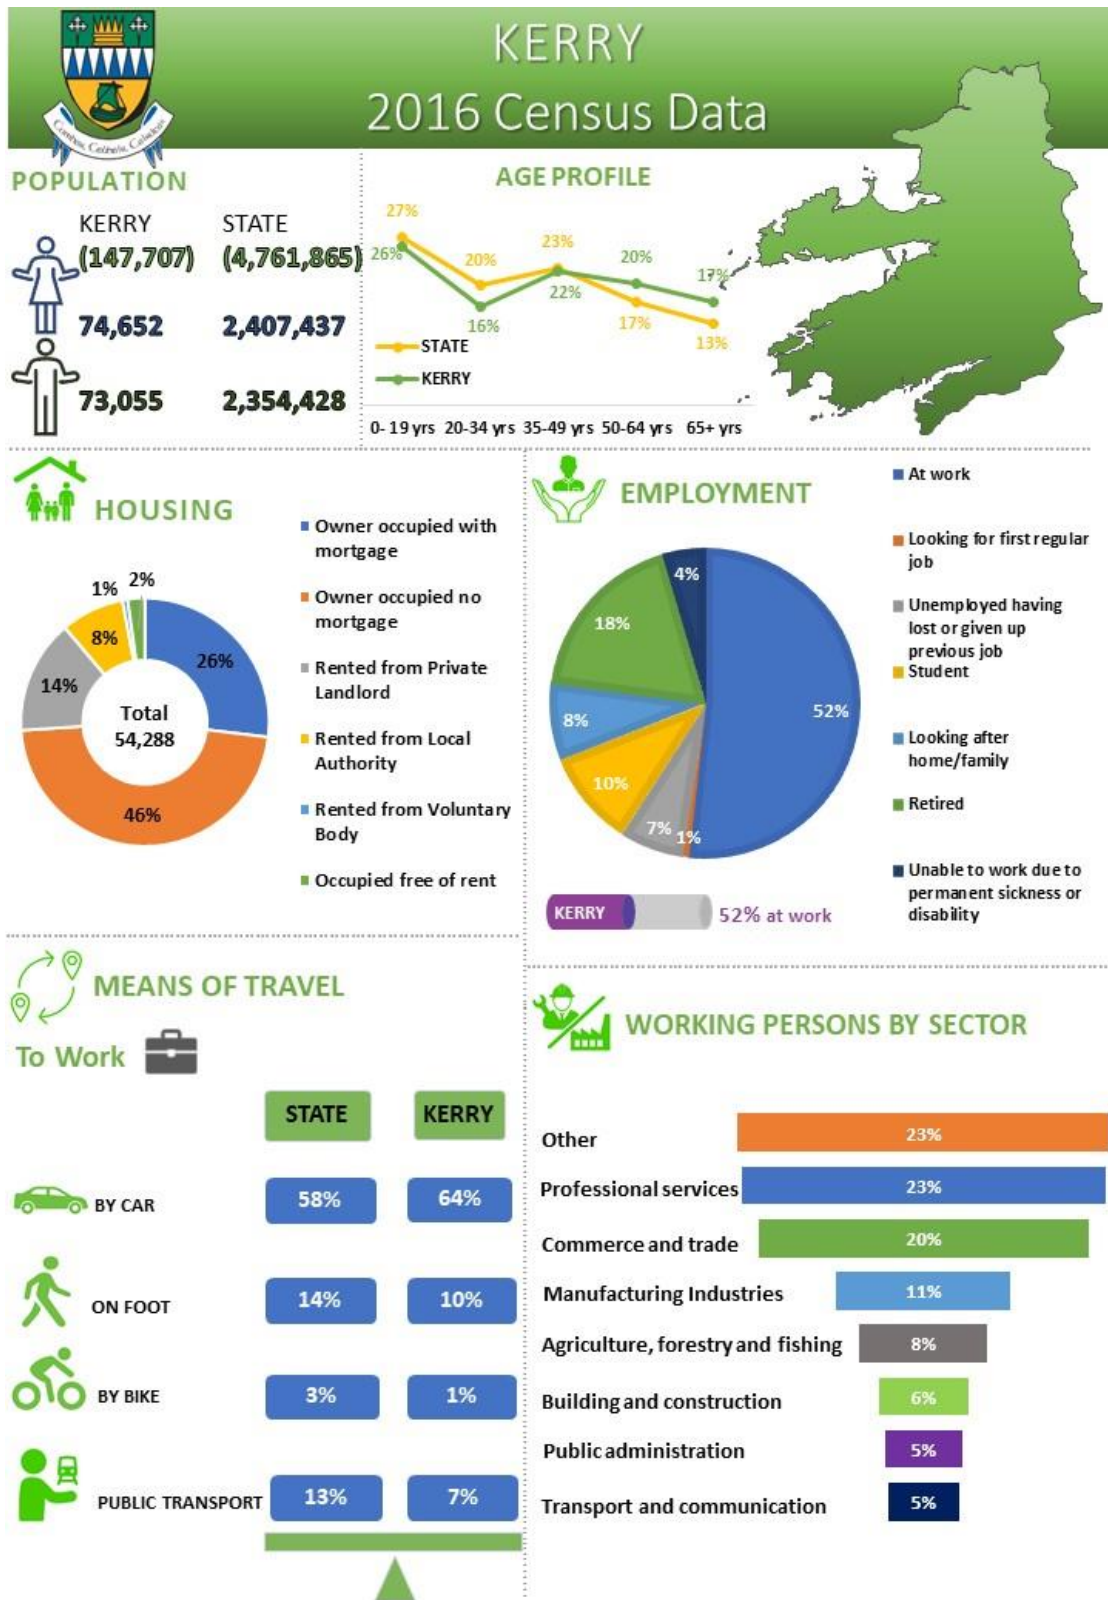 KERRY
2016 Census Data
POPULATION
KERRY STATE
(147,707) (4,761,865)
74,652 2,407,437
73,055 2,354,428
AGE PROFILE
27%
26%
20%
16%
23%
22%
20%
17%
17%
13%
STATE
KERRY
0- 19 yrs 20-34 yrs 35-49 yrs 50-64 yrs 65+ yrs
HOUSING
1% 2%
8%
26%
14%
Total
54,288
46%
Owner occupied with
mortgage
Owner occupied no
mortgage
Rented from Private
Landlord
Rented from Local
Authority
Rented from Voluntary
Body
Occupied free of rent
EMPLOYMENT
4%
18%
52%
8%
10%
7% 1%
KERRY 52% at work
At work
Looking for first regular
job
Unemployed having
lost or given up
previous job
Student
Looking after
home/family
Retired
Unable to work due to
permanent sickness or
disability
MEANS OF TRAVEL
To Work
STATE KERRY
BY CAR 58% 64%
ON FOOT 14% 10%
BY BIKE 3% 1%
PUBLIC TRANSPORT 13% 7%
WORKING PERSONS BY SECTOR
Other 23%
Professional services 23%
Commerce and trade 20%
Manufacturing Industries 11%
Agriculture, forestry and fishing 8%
Building and construction 6%
Public administration 5%
Transport and communication 5%